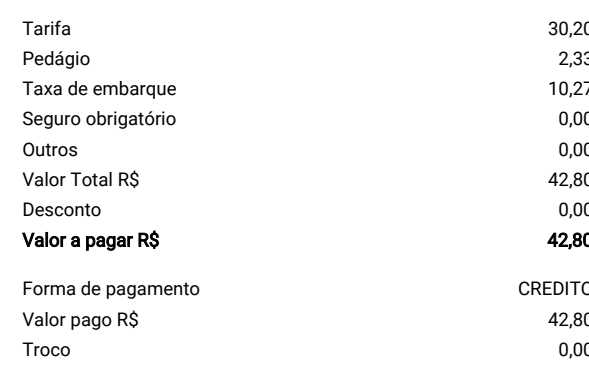 Tarifa 30,20
Pedágio 2,33
Taxa de embarque 10,27
Seguro obrigatório 0,00
Outros 0,00
Valor Total R$ 42,80
Desconto 0,00
Valor a pagar R$ 42,80
Forma de pagamento CREDITO
Valor pago R$ 42,80
Troco 0,00